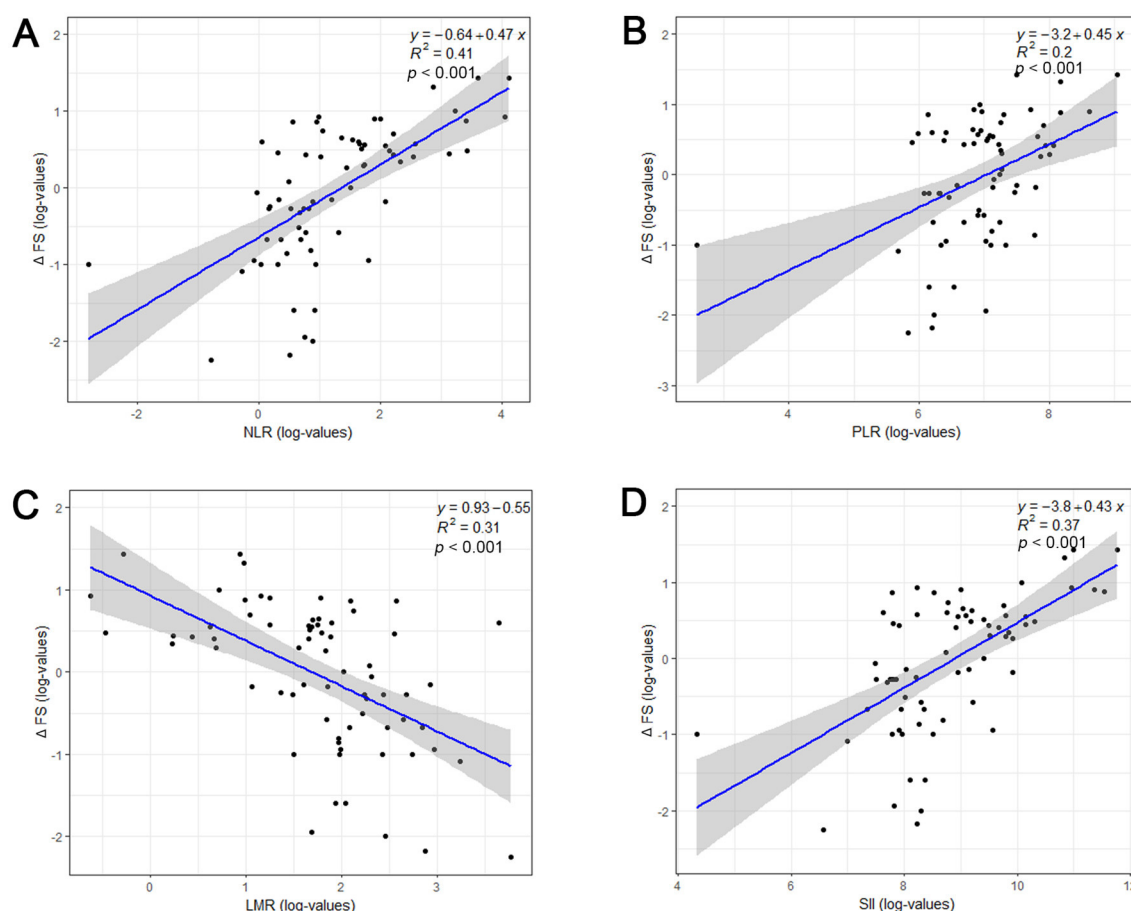 A
y = −0.64 + 0.47 x
R² = 0.41
p < 0.001
2
1
0
-1
-2
Δ FS (log-values)
-2
0
2
4
NLR (log-values)
B
y = −3.2 + 0.45 x
R² = 0.2
p < 0.001
2
1
0
-1
-2
-3
Δ FS (log-values)
4
6
8
PLR (log-values)
C
y = 0.93 − 0.55
R² = 0.31
p < 0.001
2
1
0
-1
-2
Δ FS (log-values)
0
1
2
3
LMR (log-values)
D
y = −3.8 + 0.43 x
R² = 0.37
p < 0.001
2
1
0
-1
-2
Δ FS (log-values)
4
6
8
10
12
SII (log-values)